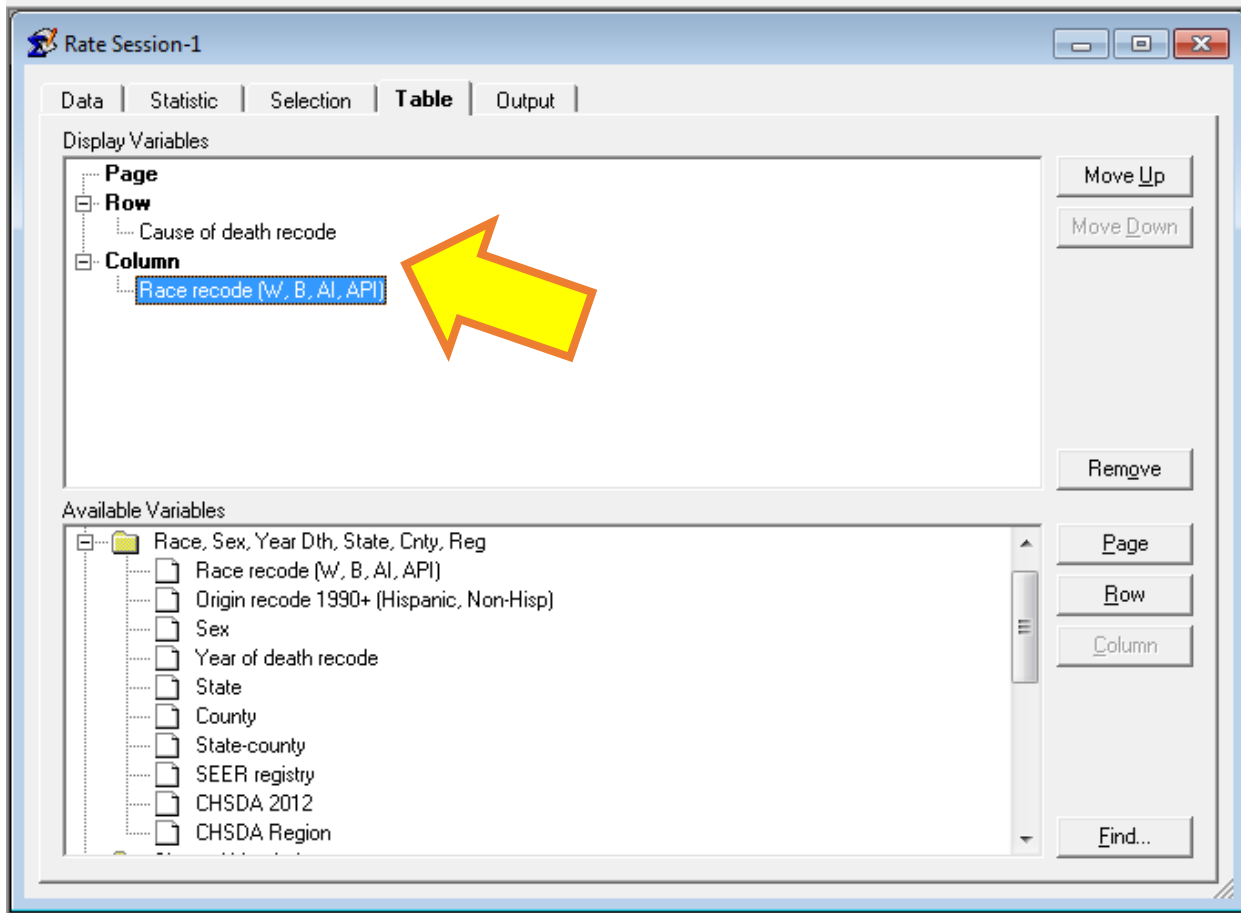 Rate Session-1
Data Statistic Selection Table Output
Display Variables
Page
Row
Cause of death recode
Column
Race recode (W, B, AI, API)
Move Up
Move Down
Remove
Available Variables
Race, Sex, Year Dth, State, Cnty, Reg
Race recode (W, B, AI, API)
Origin recode 1990+ (Hispanic, Non-Hisp)
Sex
Year of death recode
State
County
State-county
SEER registry
CHSDA 2012
CHSDA Region
Page
Row
Column
Find...